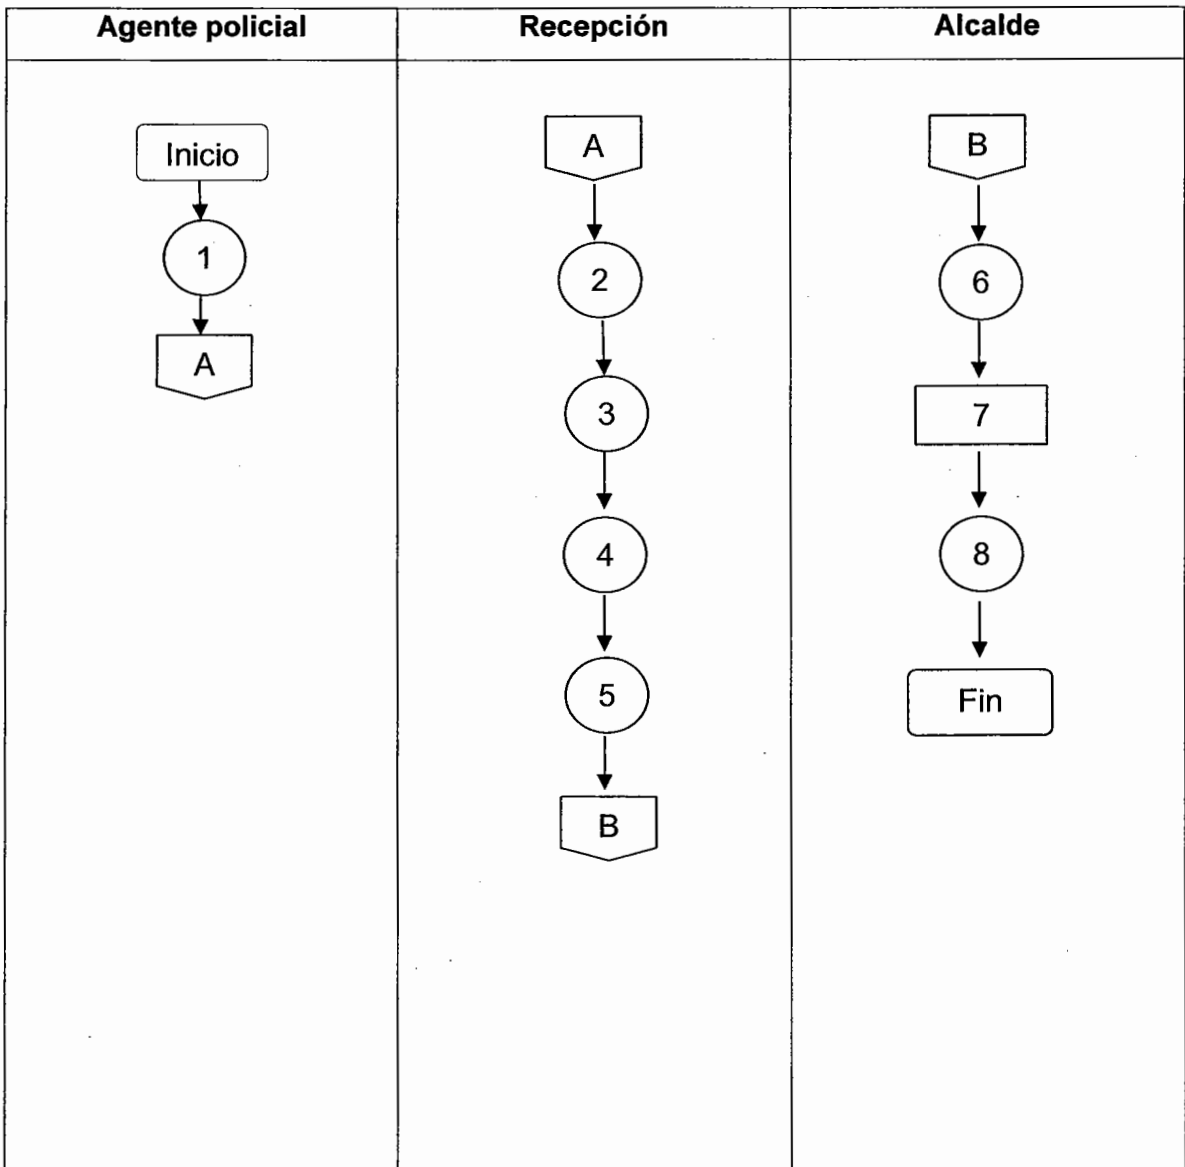 Agente policial
Recepción
Alcalde
Inicio
1
A
A
2
3
4
5
B
B
6
7
8
Fin